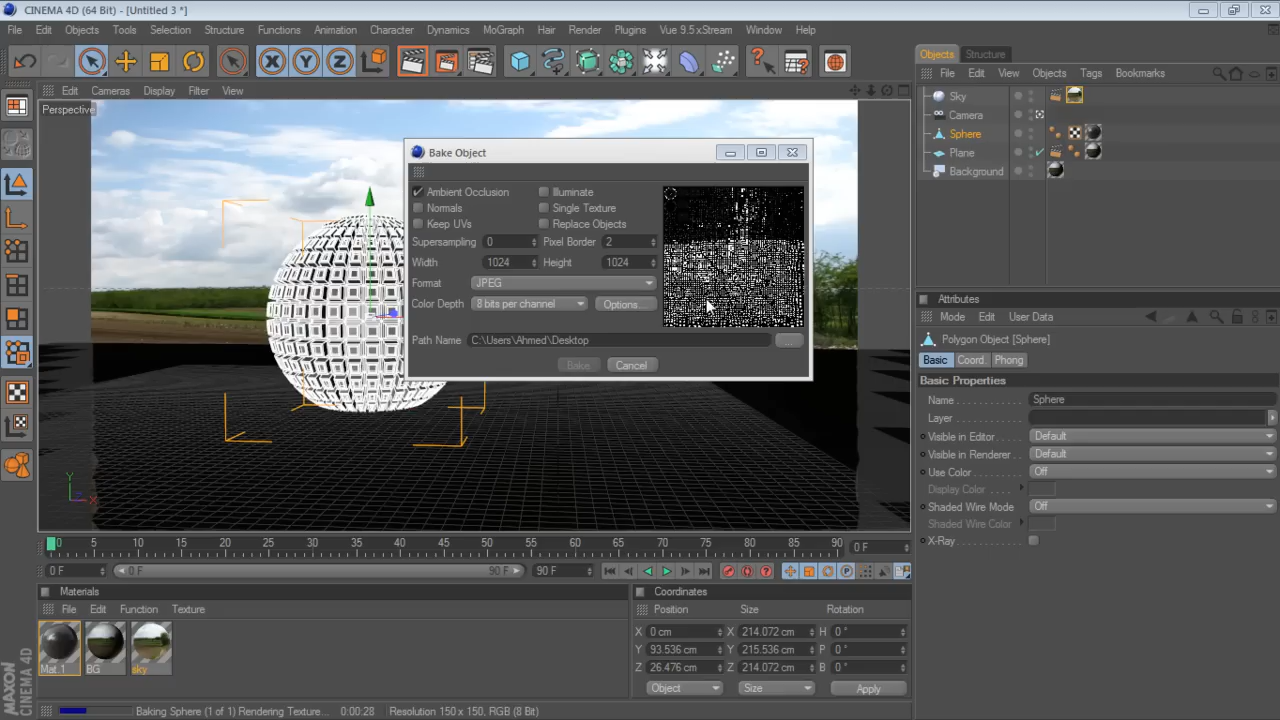 CINEMA 4D (64 Bit) - [Untitled 3 *]
File Edit Objects Tools Selection Structure Functions Animation Character Dynamics MoGraph Hair Render Plugins Vue 9.5 xStream Window Help
Objects Structure
File Edit View Objects Tags Bookmarks
Edit Cameras Display Filter View
Perspective
Sky
Camera
Sphere
Plane
Background
Bake Object
Ambient Occlusion Illuminate
Normals Single Texture
Keep UVs Replace Objects
Supersampling 0 Pixel Border 2
Width 1024 Height 1024
Format JPEG
Color Depth 8 bits per channel Options...
Path Name C:\Users\Ahmed\Desktop ...
Bake Cancel
Attributes
Mode Edit User Data
Polygon Object [Sphere]
Basic Coord. Phong
Basic Properties
Name Sphere
Layer
Visible in Editor Default
Visible in Renderer Default
Use Color Off
Display Color
Shaded Wire Mode Off
Shaded Wire Color
X-Ray
Y
Z
X
0 5 10 15 20 25 30 35 40 45 50 55 60 65 70 75 80 85 90 0 F
0 F 0 F 90 F 90 F
Materials
File Edit Function Texture
Mat.1 BG sky
Coordinates
Position Size Rotation
X 0 cm X 214.072 cm H 0 °
Y 93.536 cm Y 215.536 cm P 0 °
Z 26.476 cm Z 214.072 cm B 0 °
Object Size Apply
MAXON
CINEMA 4D
Baking Sphere (1 of 1) Rendering Texture... 0:00:28 Resolution 150 x 150, RGB (8 Bit)